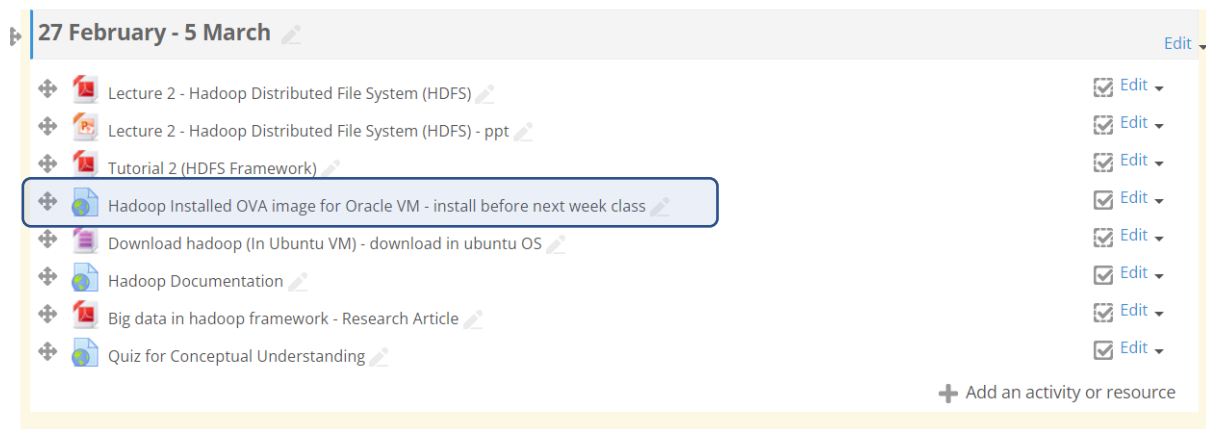 27 February - 5 March
Edit
Lecture 2 - Hadoop Distributed File System (HDFS)
Edit
Lecture 2 - Hadoop Distributed File System (HDFS) - ppt
Edit
Tutorial 2 (HDFS Framework)
Edit
Hadoop Installed OVA image for Oracle VM - install before next week class
Edit
Download hadoop (In Ubuntu VM) - download in ubuntu OS
Edit
Hadoop Documentation
Edit
Big data in hadoop framework - Research Article
Edit
Quiz for Conceptual Understanding
Edit
Add an activity or resource